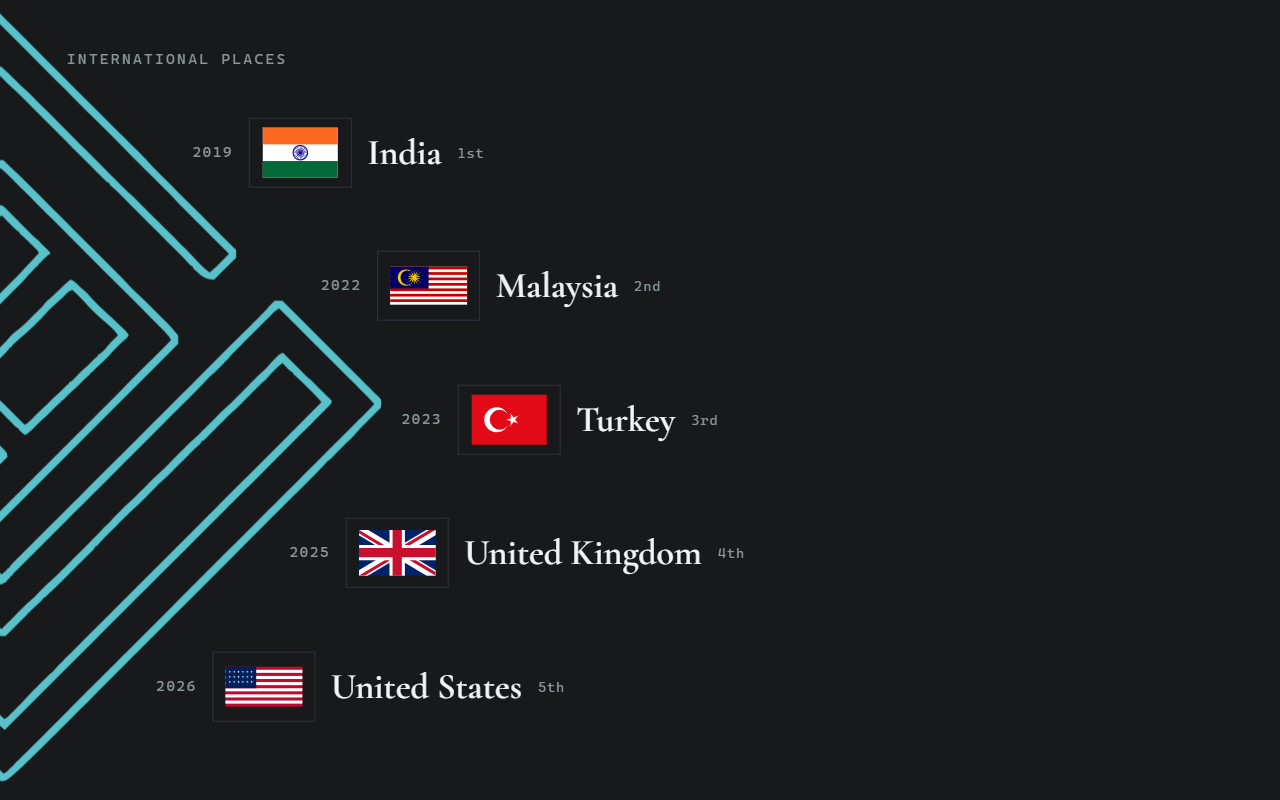 INTERNATIONAL PLACES
2019 India 1st
2022 Malaysia 2nd
2023 Turkey 3rd
2025 United Kingdom 4th
2026 United States 5th